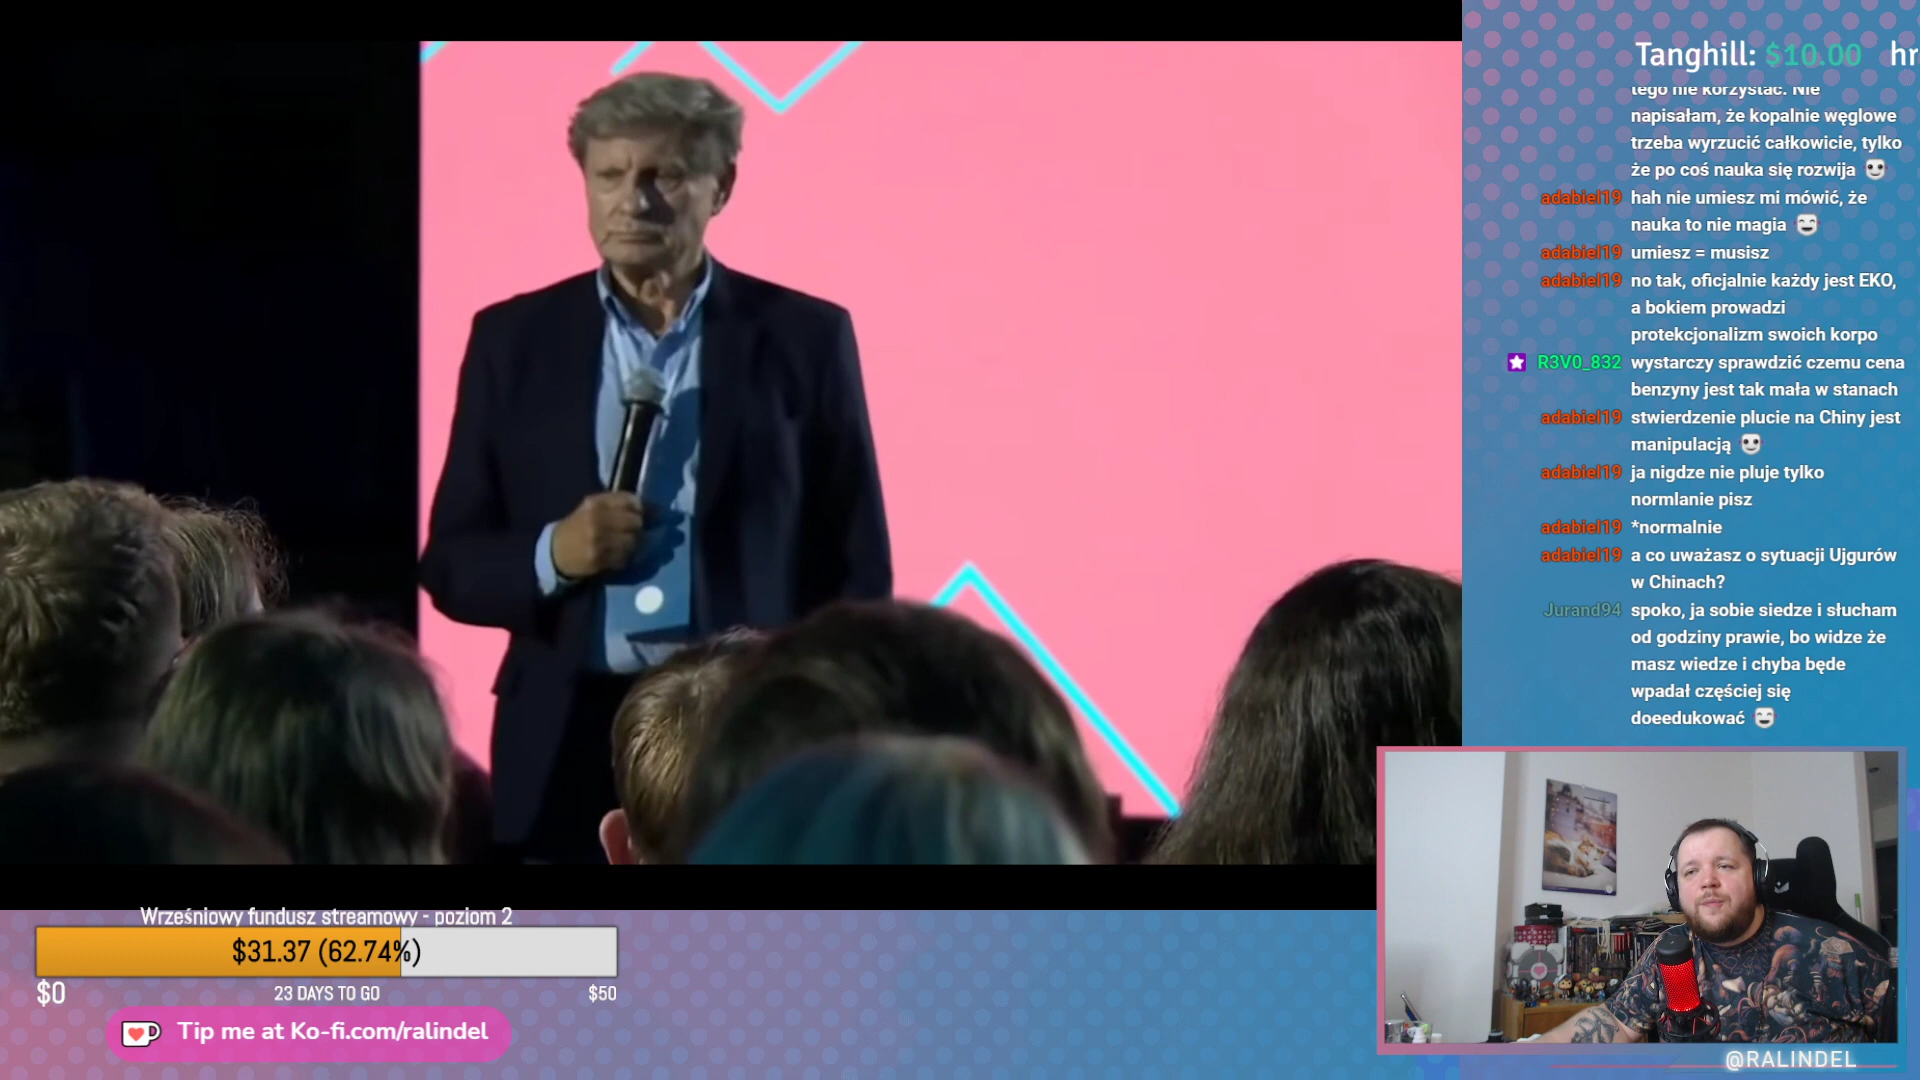 Tanghill: $10.00 hr
tego nie korzystać. Nie
napisałam, że kopalnie węglowe
trzeba wyrzucić całkowicie, tylko
że po coś nauka się rozwija
adabiel19 hah nie umiesz mi mówić, że
nauka to nie magia
adabiel19 umiesz = musisz
adabiel19 no tak, oficjalnie każdy jest EKO,
a bokiem prowadzi
protekcjonalizm swoich korpo
R3V0_832 wystarczy sprawdzić czemu cena
benzyny jest tak mała w stanach
adabiel19 stwierdzenie plucie na Chiny jest
manipulacją
adabiel19 ja nigdze nie pluje tylko
normlanie pisz
adabiel19 *normalnie
adabiel19 a co uważasz o sytuacji Ujgurów
w Chinach?
Jurand94 spoko, ja sobie siedze i słucham
od godziny prawie, bo widze że
masz wiedze i chyba będe
wpadał częściej się
doeedukować
Wrześniowy fundusz streamowy - poziom 2
$31.37 (62.74%)
$0 23 DAYS TO GO $50
Tip me at Ko-fi.com/ralindel
@RALINDEL